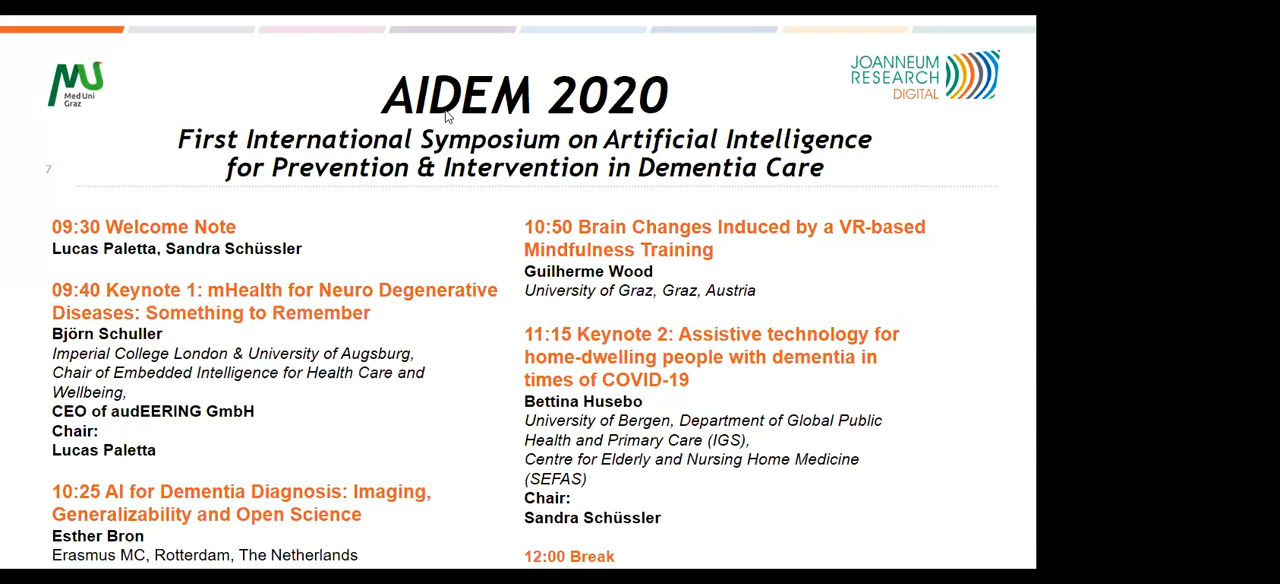 MU
Med Uni
Graz
JOANNEUM
RESEARCH
DIGITAL
AIDEM 2020
First International Symposium on Artificial Intelligence
for Prevention & Intervention in Dementia Care
7
09:30 Welcome Note
Lucas Paletta, Sandra Schüssler
09:40 Keynote 1: mHealth for Neuro Degenerative
Diseases: Something to Remember
Björn Schuller
Imperial College London & University of Augsburg,
Chair of Embedded Intelligence for Health Care and
Wellbeing,
CEO of audEERING GmbH
Chair:
Lucas Paletta
10:25 AI for Dementia Diagnosis: Imaging,
Generalizability and Open Science
Esther Bron
Erasmus MC, Rotterdam, The Netherlands
10:50 Brain Changes Induced by a VR-based
Mindfulness Training
Guilherme Wood
University of Graz, Graz, Austria
11:15 Keynote 2: Assistive technology for
home-dwelling people with dementia in
times of COVID-19
Bettina Husebo
University of Bergen, Department of Global Public
Health and Primary Care (IGS),
Centre for Elderly and Nursing Home Medicine
(SEFAS)
Chair:
Sandra Schüssler
12:00 Break